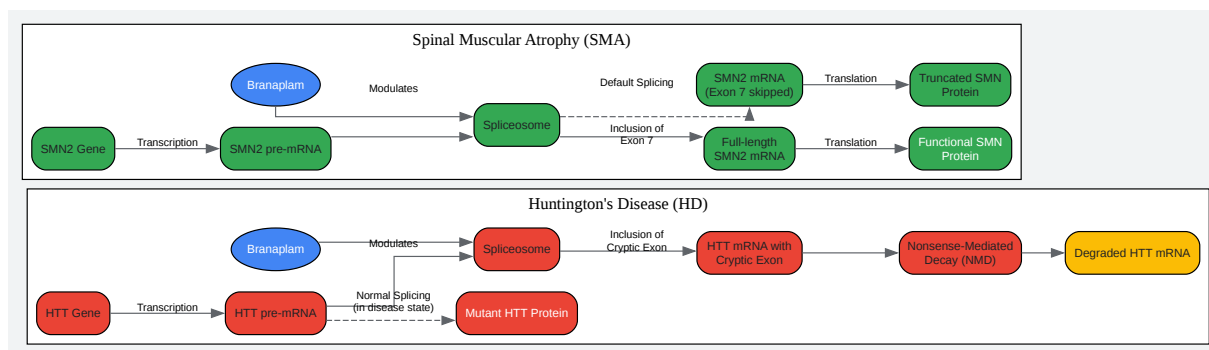 Spinal Muscular Atrophy (SMA)
Branaplam
Modulates
Default Splicing
SMN2 mRNA
(Exon 7 skipped)
Translation
Truncated SMN
Protein
SMN2 Gene
Transcription
SMN2 pre-mRNA
Spliceosome
Inclusion of
Exon 7
Full-length
SMN2 mRNA
Translation
Functional SMN
Protein
Huntington's Disease (HD)
Branaplam
Modulates
Spliceosome
Inclusion of
Cryptic Exon
HTT mRNA with
Cryptic Exon
Nonsense-Mediated
Decay (NMD)
Degraded HTT mRNA
HTT Gene
Transcription
HTT pre-mRNA
Normal Splicing
(in disease state)
Mutant HTT Protein